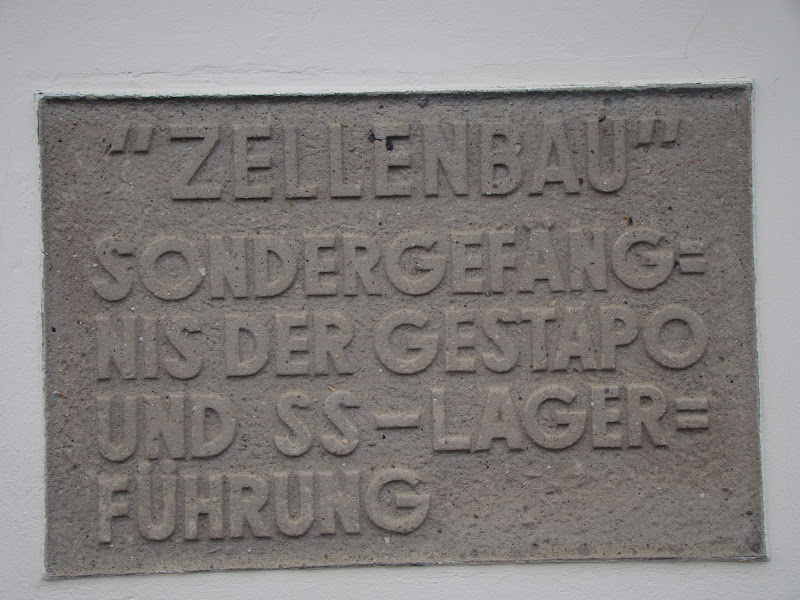 "ZELLENBAU"
SONDERGEFÄNG=
NIS DER GESTAPO
UND SS-LAGER=
FÜHRUNG